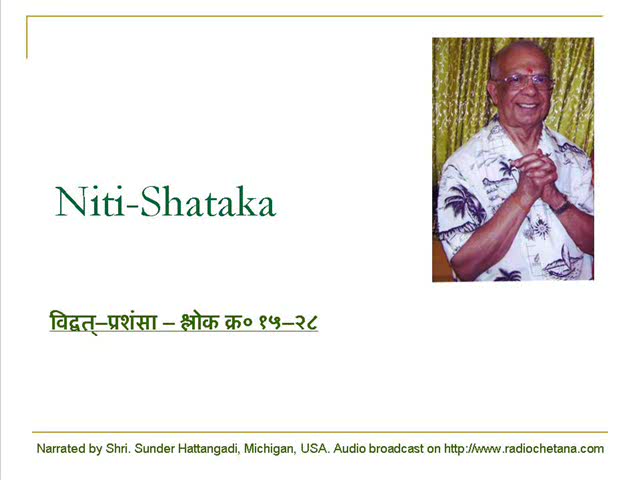 Niti-Shataka
विद्वत्–प्रशंसा – श्लोक क्र० १५–२८
Narrated by Shri. Sunder Hattangadi, Michigan, USA. Audio broadcast on http://www.radiochetana.com